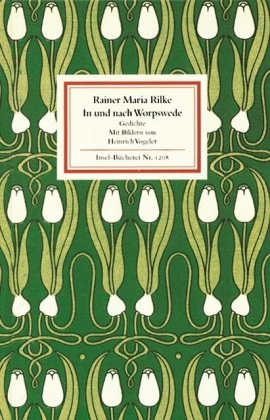 Rainer Maria Rilke
In und nach Worpswede
Gedichte
Mit Bildern von
Heinrich Vogeler
Insel-Bücherei Nr. 1208